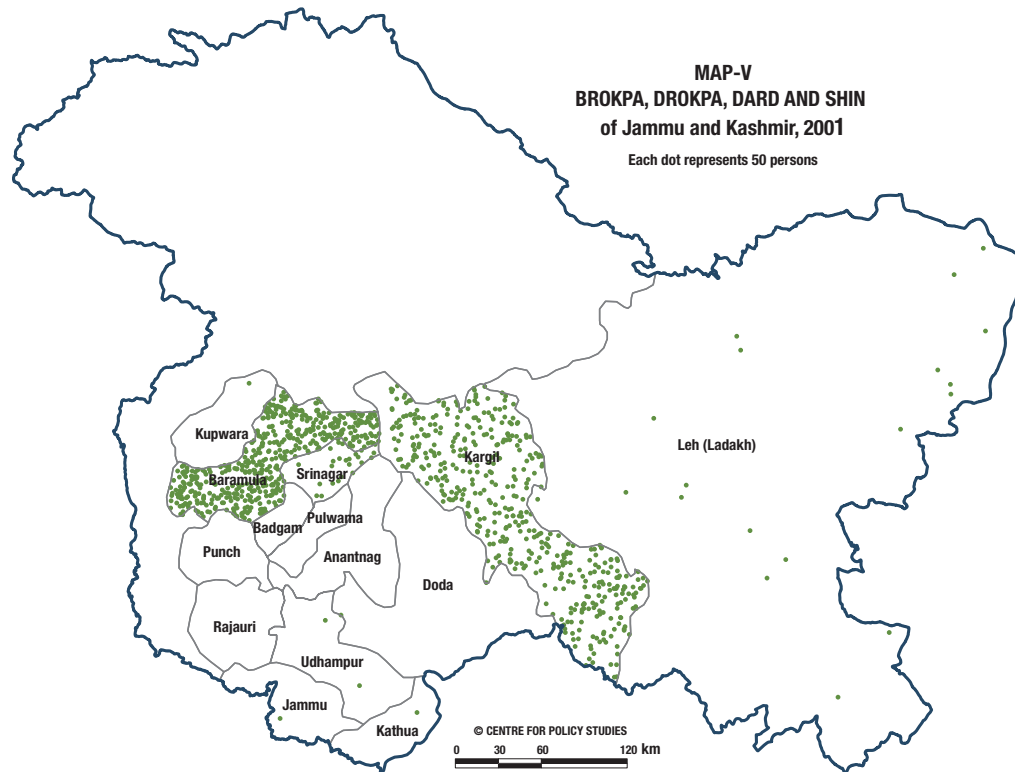 MAP-V
BROKPA, DROKPA, DARD AND SHIN
of Jammu and Kashmir, 2001
Each dot represents 50 persons
Kupwara
Baramula
Srinagar
Kargil
Leh (Ladakh)
Badgam
Pulwama
Punch
Anantnag
Doda
Rajauri
Udhampur
Jammu
Kathua
© CENTRE FOR POLICY STUDIES
0 30 60 120 km